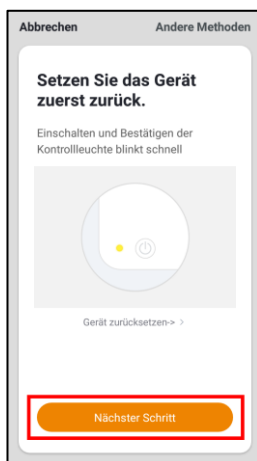 Abbrechen Andere Methoden
Setzen Sie das Gerät
zuerst zurück.
Einschalten und Bestätigen der
Kontrollleuchte blinkt schnell
Gerät zurücksetzen-> >
Nächster Schritt